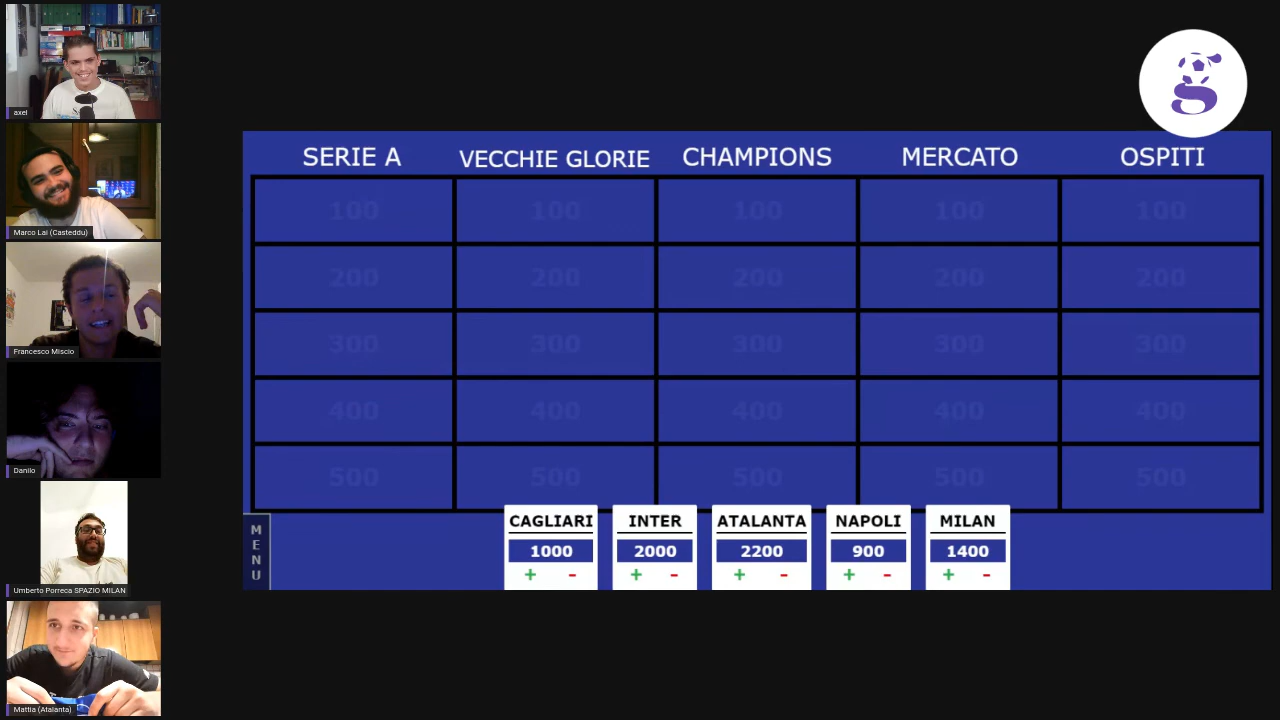 axel
Marco Lai (Casteddu)
Francesco Miscio
Danilo
Umberto Porreca SPAZIO MILAN
Mattia (Atalanta)
g
SERIE A VECCHIE GLORIE CHAMPIONS MERCATO OSPITI
100 100 100 100 100
200 200 200 200 200
300 300 300 300 300
400 400 400 400 400
500 500 500 500 500
MENU
CAGLIARI INTER ATALANTA NAPOLI MILAN
1000 2000 2200 900 1400
+ - + - + - + - + -